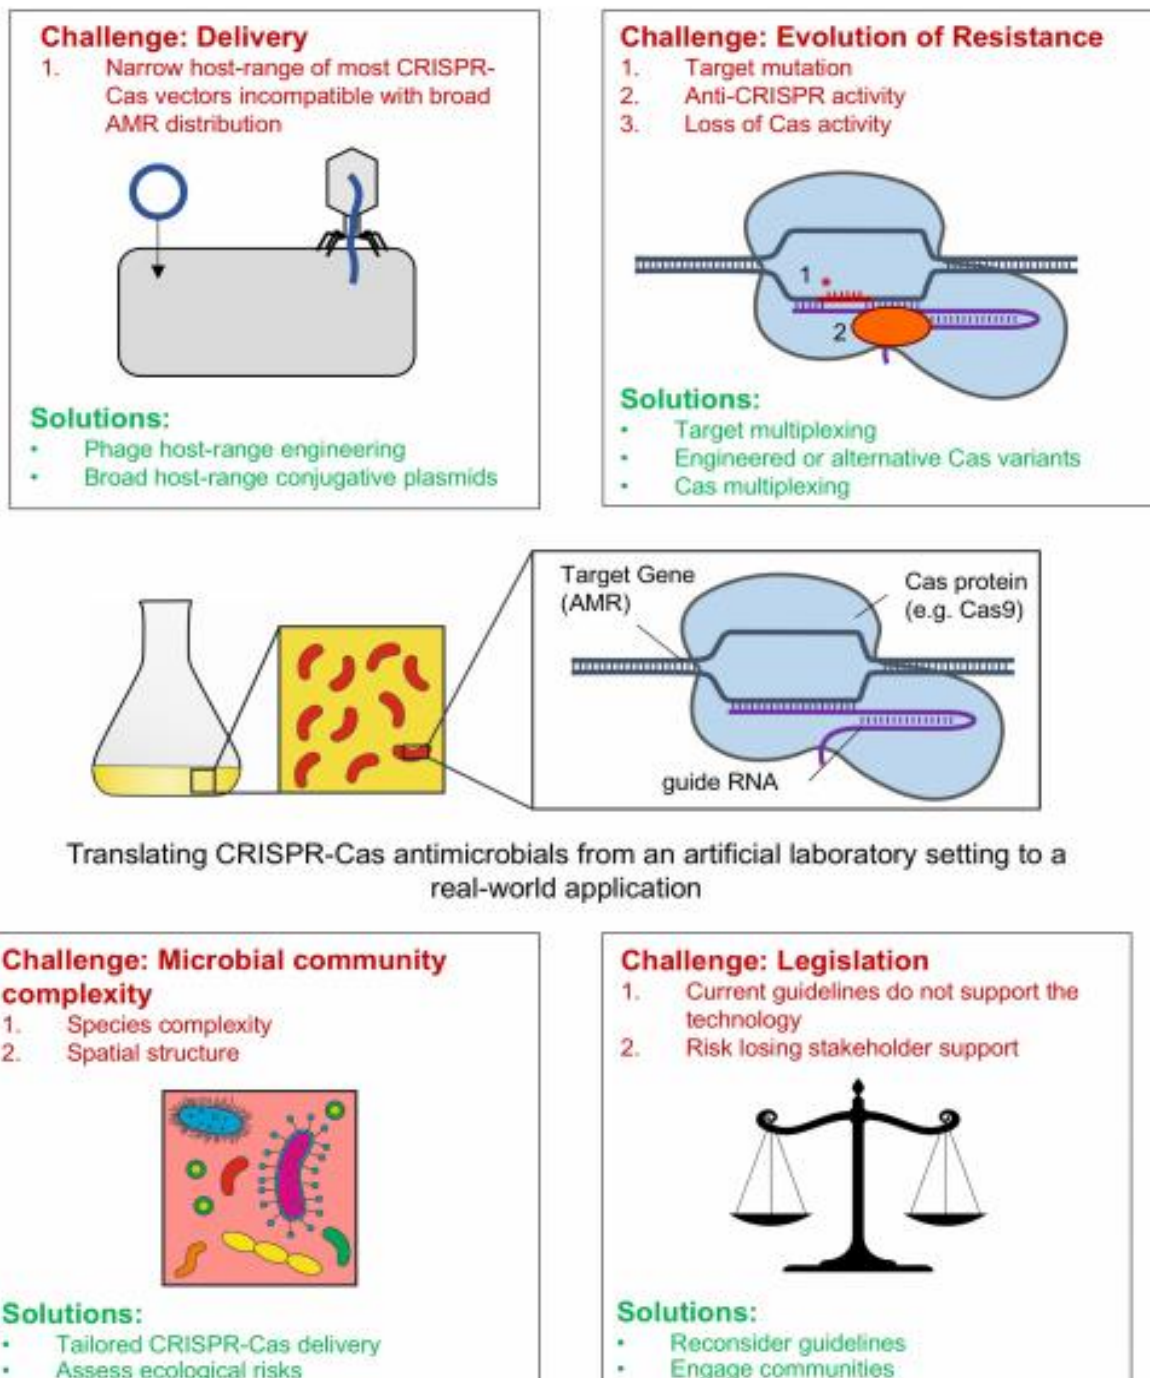 Challenge: Delivery
1. Narrow host-range of most CRISPR-
Cas vectors incompatible with broad
AMR distribution
Solutions:
• Phage host-range engineering
• Broad host-range conjugative plasmids
Challenge: Evolution of Resistance
1. Target mutation
2. Anti-CRISPR activity
3. Loss of Cas activity
1
2
Solutions:
• Target multiplexing
• Engineered or alternative Cas variants
• Cas multiplexing
Target Gene
(AMR)
Cas protein
(e.g. Cas9)
guide RNA
Translating CRISPR-Cas antimicrobials from an artificial laboratory setting to a
real-world application
Challenge: Microbial community
complexity
1. Species complexity
2. Spatial structure
Solutions:
• Tailored CRISPR-Cas delivery
• Assess ecological risks
Challenge: Legislation
1. Current guidelines do not support the
technology
2. Risk losing stakeholder support
Solutions:
• Reconsider guidelines
• Engage communities